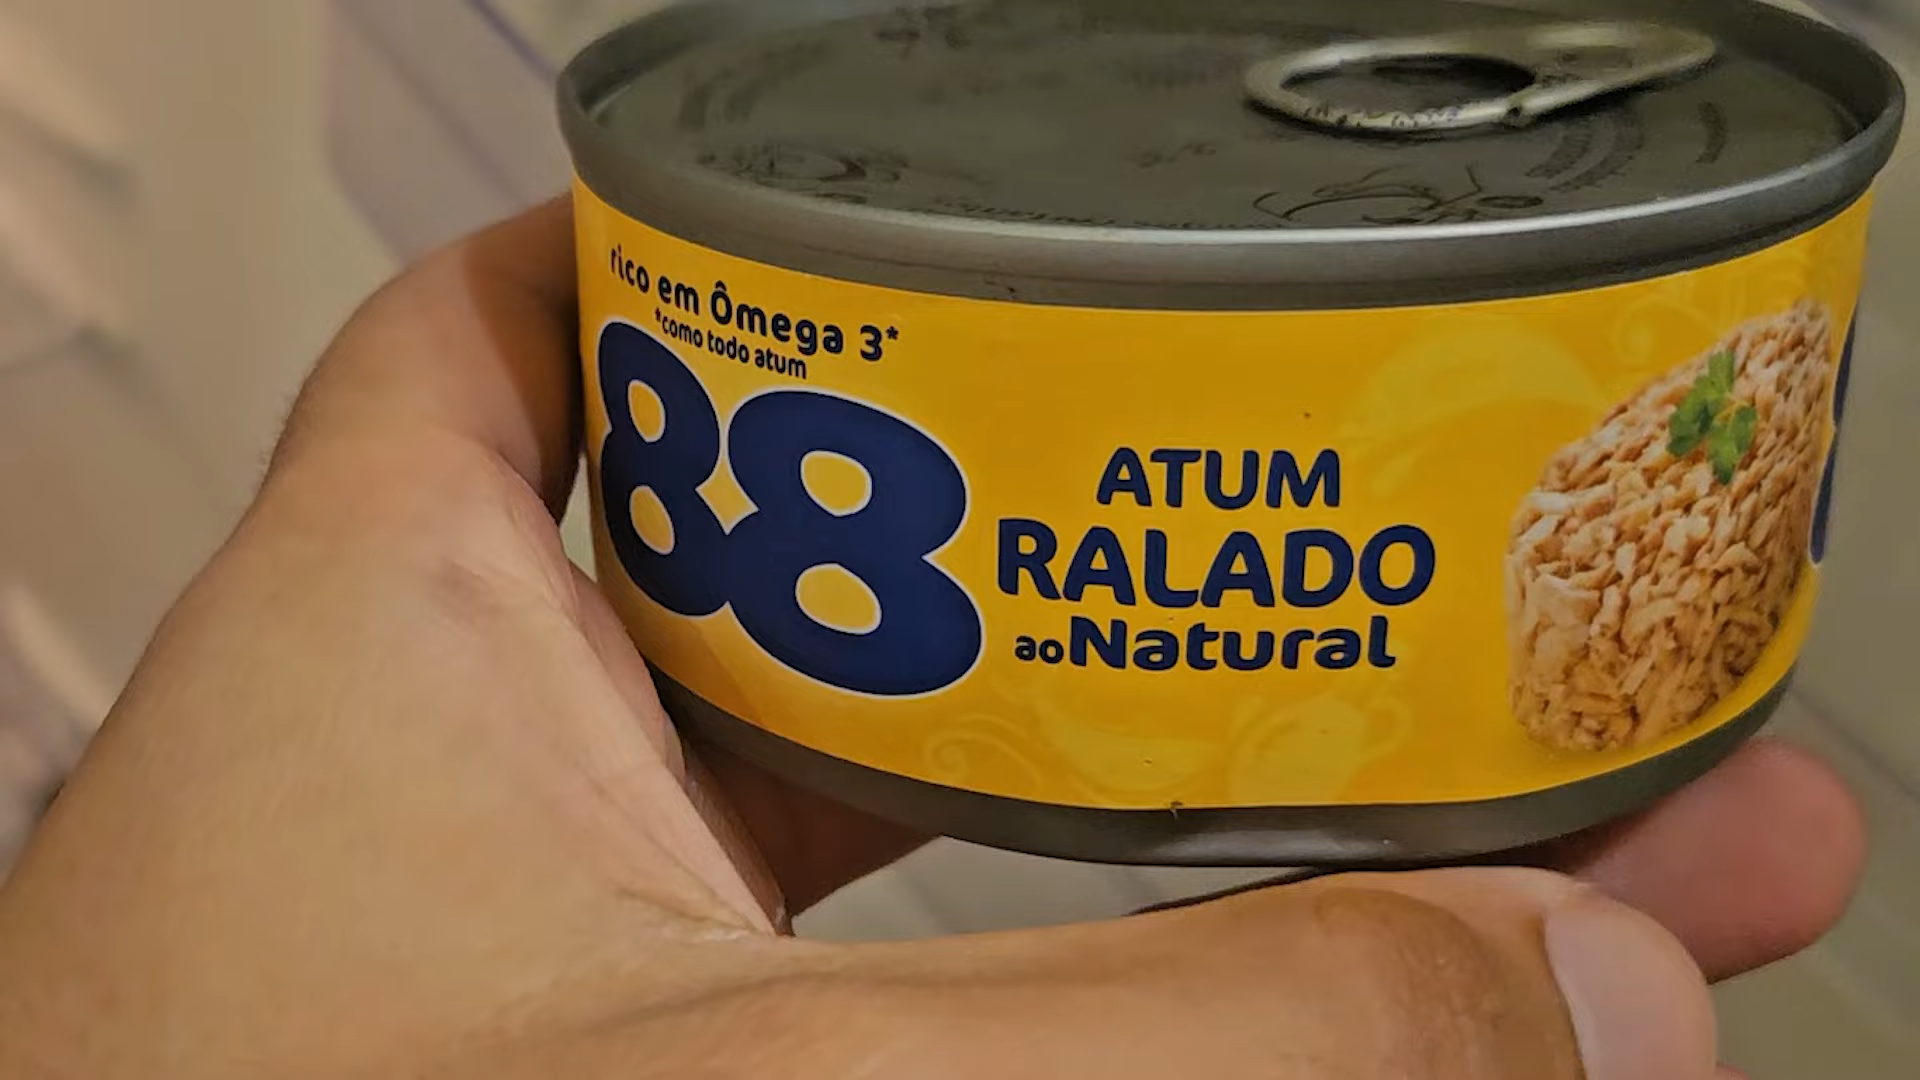 rico em Ômega 3*
*como todo atum
88
ATUM
RALADO
ao Natural